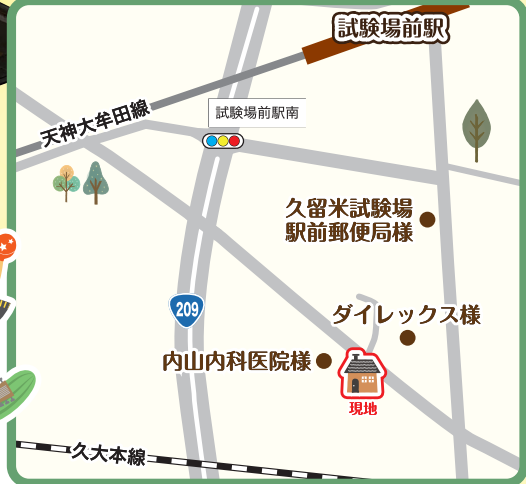 試験場前駅
試験場前駅南
天神大牟田線
久留米試験場
駅前郵便局様
209
ダイレックス様
内山内科医院様
現地
久大本線